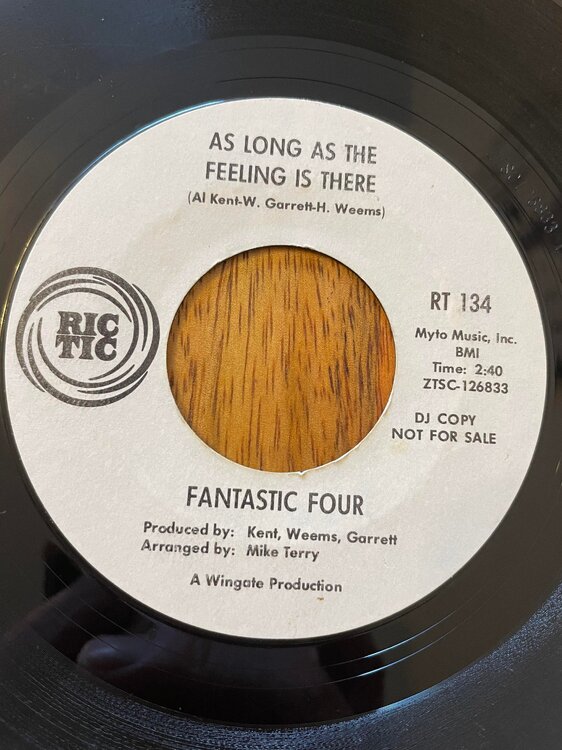 AS LONG AS THE
FEELING IS THERE
(Al Kent-W. Garrett-H. Weems)
RIC
TIC
RT 134
Myto Music, Inc.
BMI
Time: 2:40
ZTSC-126833
DJ COPY
NOT FOR SALE
FANTASTIC FOUR
Produced by: Kent, Weems, Garrett
Arranged by: Mike Terry
A Wingate Production